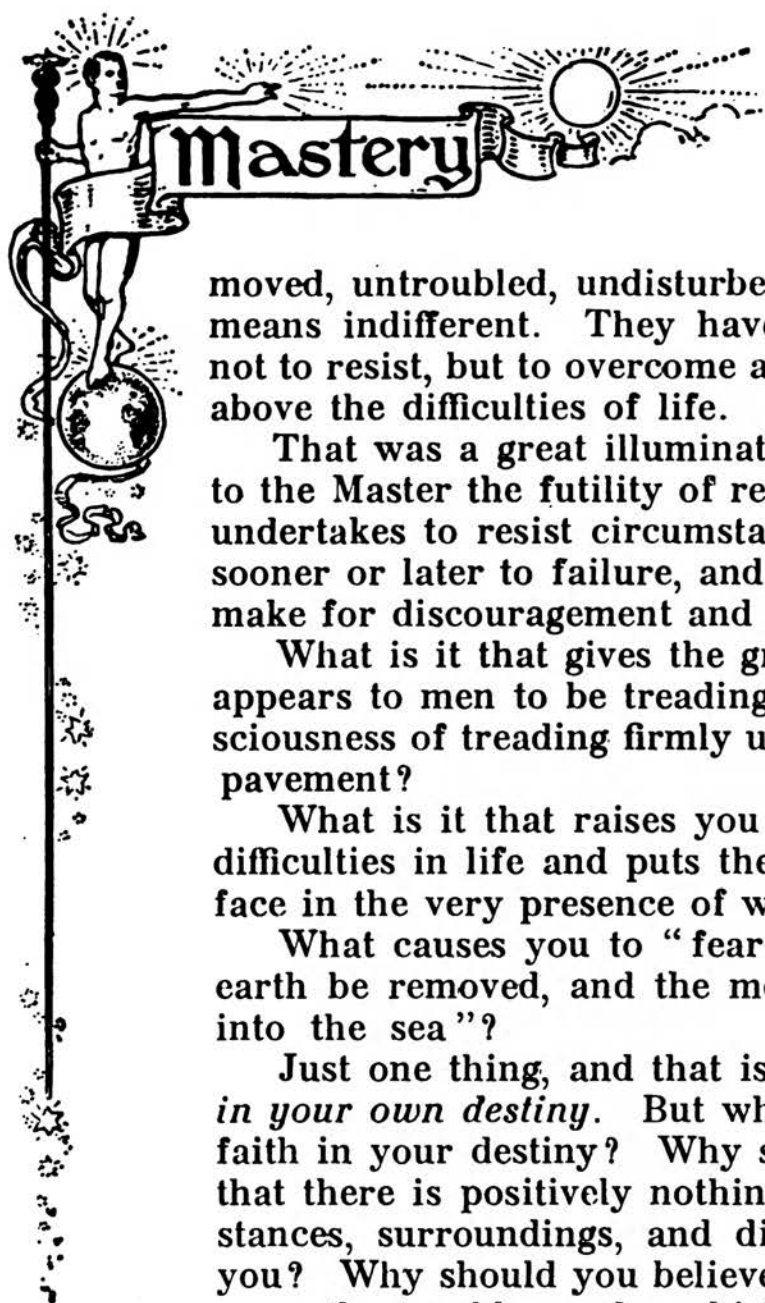 Mastery
moved, untroubled, undisturbe
means indifferent. They have
not to resist, but to overcome a
above the difficulties of life.
That was a great illuminat
to the Master the futility of re
undertakes to resist circumsta
sooner or later to failure, and
make for discouragement and
What is it that gives the gr
appears to men to be treading
sciousness of treading firmly u
pavement?
What is it that raises you
difficulties in life and puts the
face in the very presence of w
What causes you to “ fear
earth be removed, and the mo
into the sea ”?
Just one thing, and that is
in your own destiny. But wh
faith in your destiny? Why s
that there is positively nothin
stances, surroundings, and di
you? Why should you believe